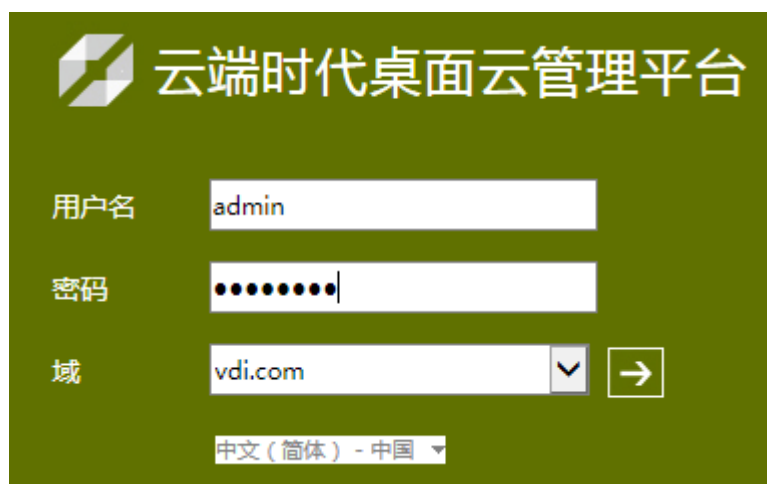 云端时代桌面云管理平台
用户名 admin
密码 ●●●●●●●●
域 vdi.com
中文（简体）- 中国